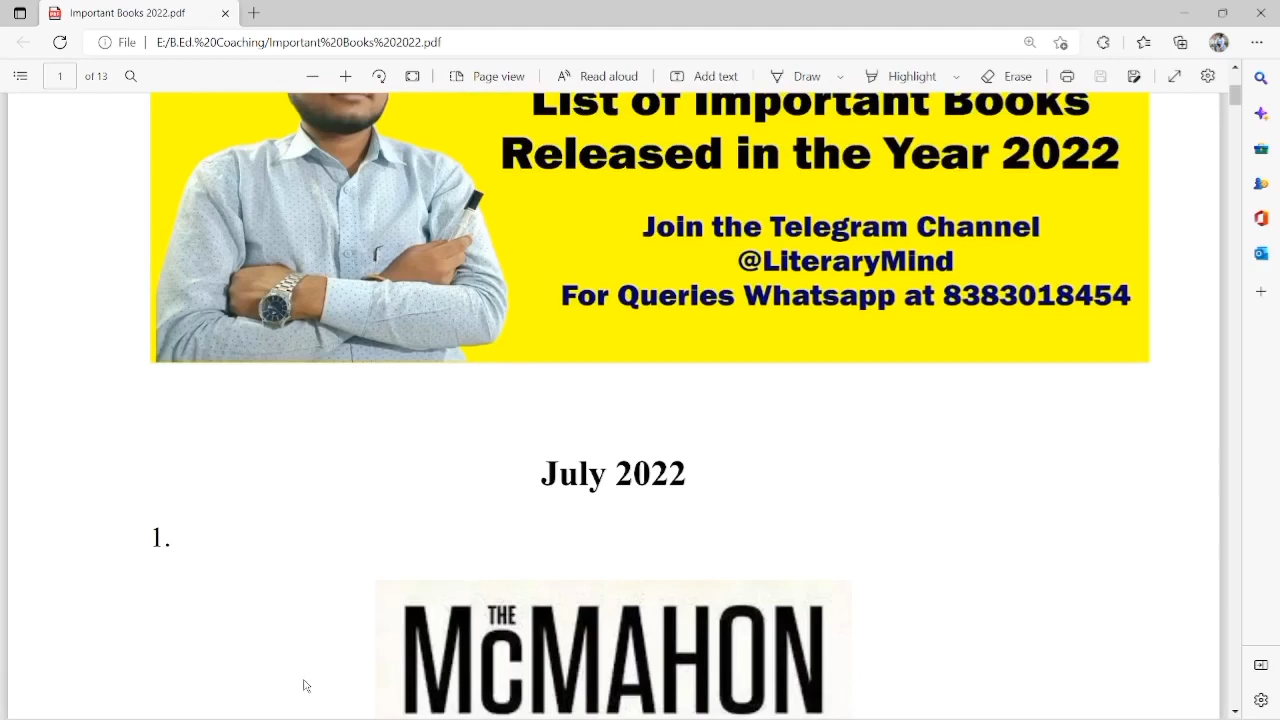 Important Books 2022.pdf
File E:/B.Ed.%20Coaching/Important%20Books%202022.pdf
1 of 13 Page view Read aloud Add text Draw Highlight Erase
List of Important Books
Released in the Year 2022
Join the Telegram Channel
@LiteraryMind
For Queries Whatsapp at 8383018454
July 2022
1.
THE
McMAHON